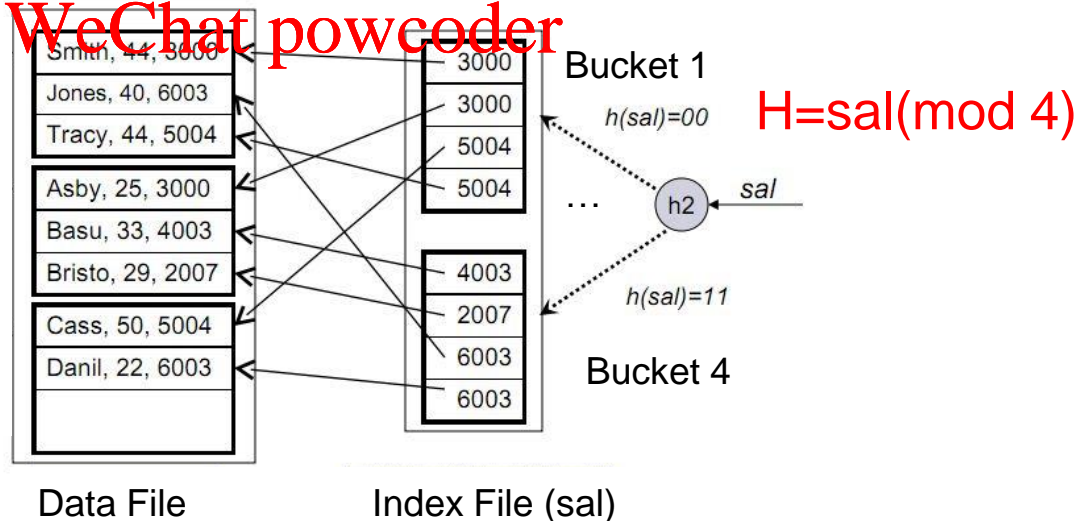 WeChat powcoder
Smith, 44, 3000
Jones, 40, 6003
Tracy, 44, 5004
Asby, 25, 3000
Basu, 33, 4003
Bristo, 29, 2007
Cass, 50, 5004
Danil, 22, 6003
Data File
3000
3000
5004
5004
4003
2007
6003
6003
Index File (sal)
Bucket 1
h(sal)=00
H=sal(mod 4)
...
h2
sal
h(sal)=11
Bucket 4